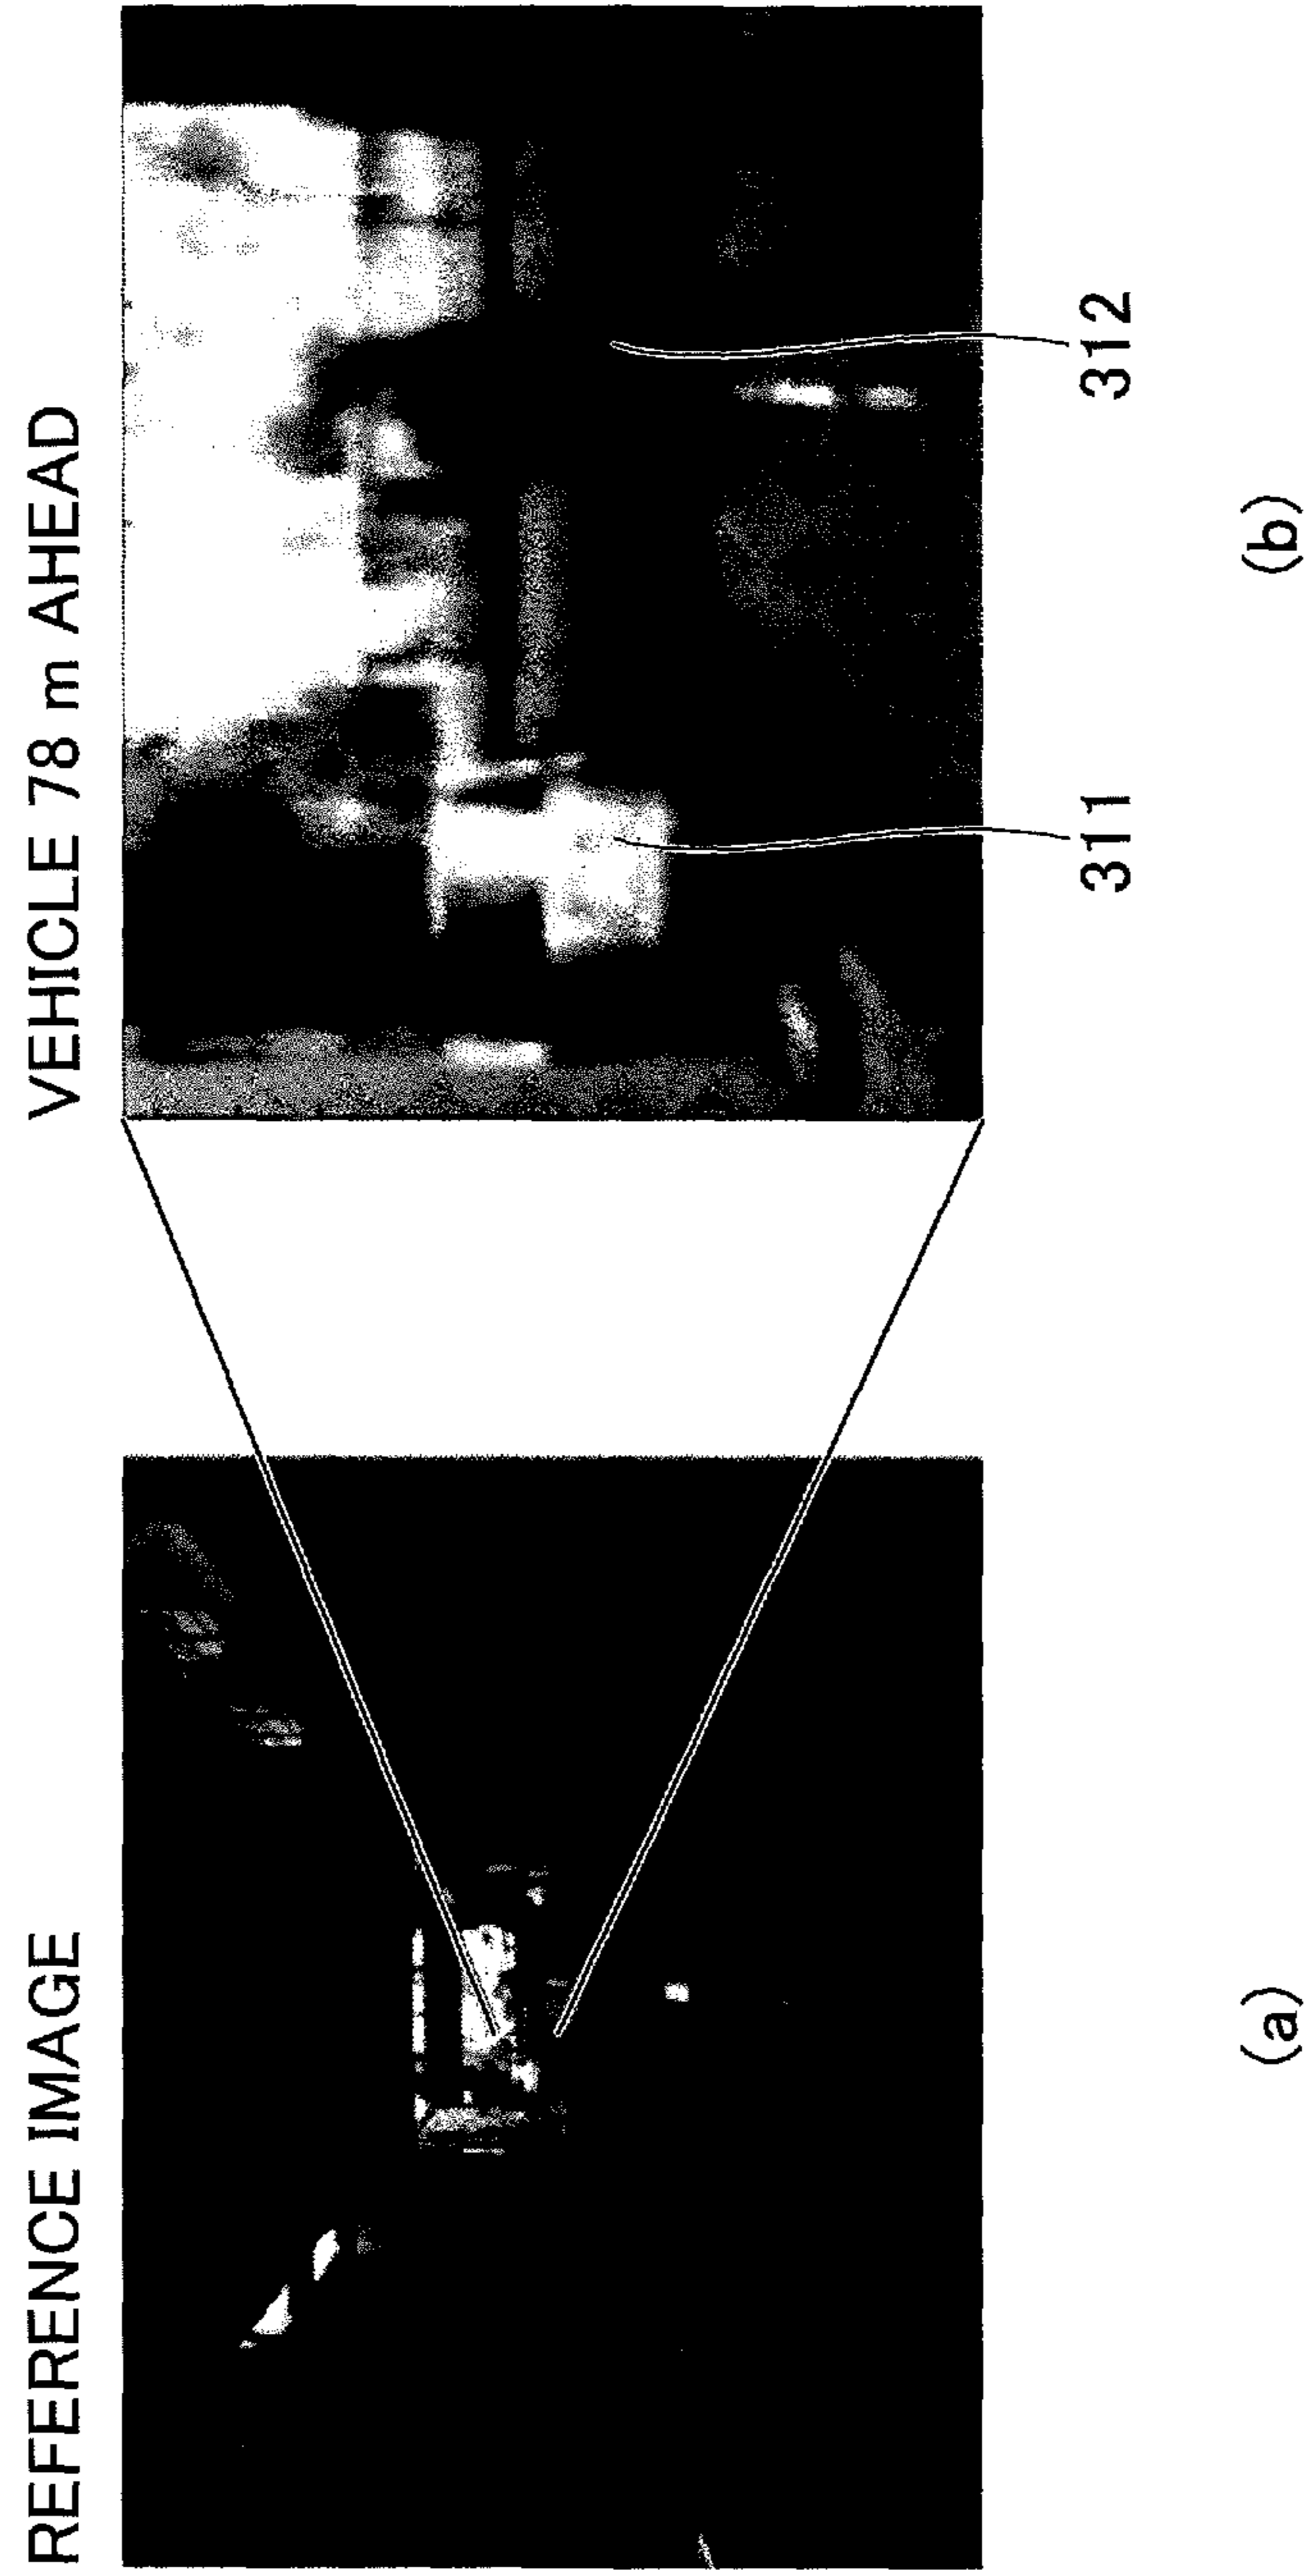 REFERENCE IMAGE
VEHICLE 78 m AHEAD
311
312
(a)
(b)